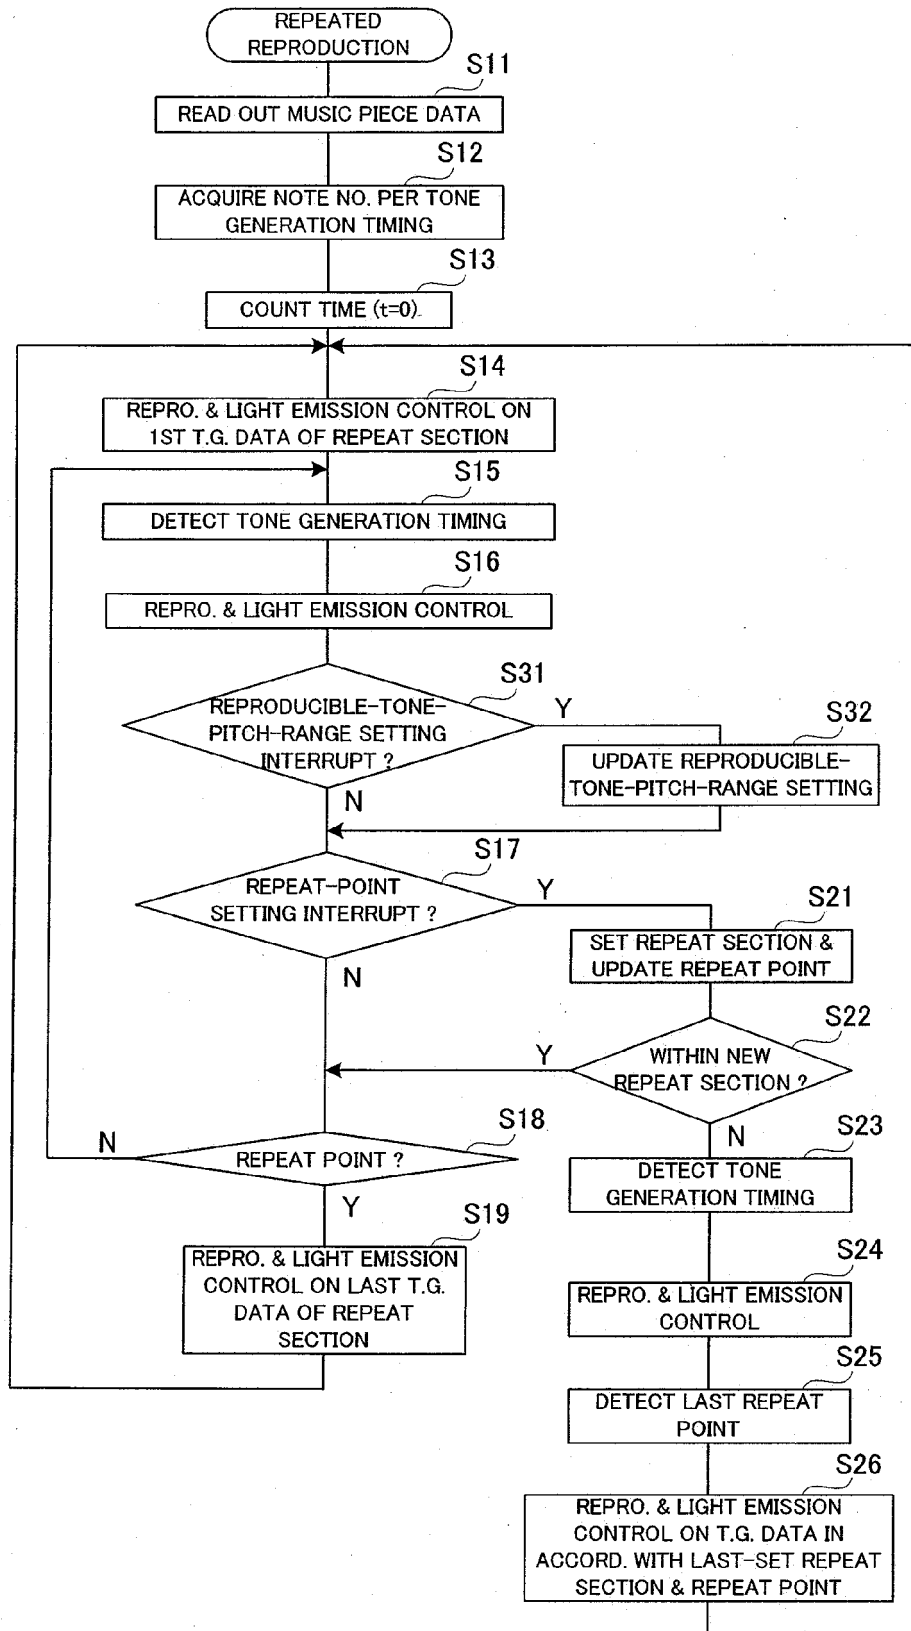 REPEATED
REPRODUCTION
S11
READ OUT MUSIC PIECE DATA
S12
ACQUIRE NOTE NO. PER TONE
GENERATION TIMING
S13
COUNT TIME (t=0)
S14
REPRO. & LIGHT EMISSION CONTROL ON
1ST T.G. DATA OF REPEAT SECTION
S15
DETECT TONE GENERATION TIMING
S16
REPRO. & LIGHT EMISSION CONTROL
S31
REPRODUCIBLE-TONE-
PITCH-RANGE SETTING
INTERRUPT ?
Y
N
S32
UPDATE REPRODUCIBLE-
TONE-PITCH-RANGE SETTING
S17
REPEAT-POINT
SETTING INTERRUPT ?
Y
N
S21
SET REPEAT SECTION &
UPDATE REPEAT POINT
S22
WITHIN NEW
REPEAT SECTION ?
Y
N
S18
REPEAT POINT ?
N
Y
S23
DETECT TONE
GENERATION TIMING
S19
REPRO. & LIGHT EMISSION
CONTROL ON LAST T.G.
DATA OF REPEAT
SECTION
S24
REPRO. & LIGHT EMISSION
CONTROL
S25
DETECT LAST REPEAT
POINT
S26
REPRO. & LIGHT EMISSION
CONTROL ON T.G. DATA IN
ACCORD. WITH LAST-SET REPEAT
SECTION & REPEAT POINT